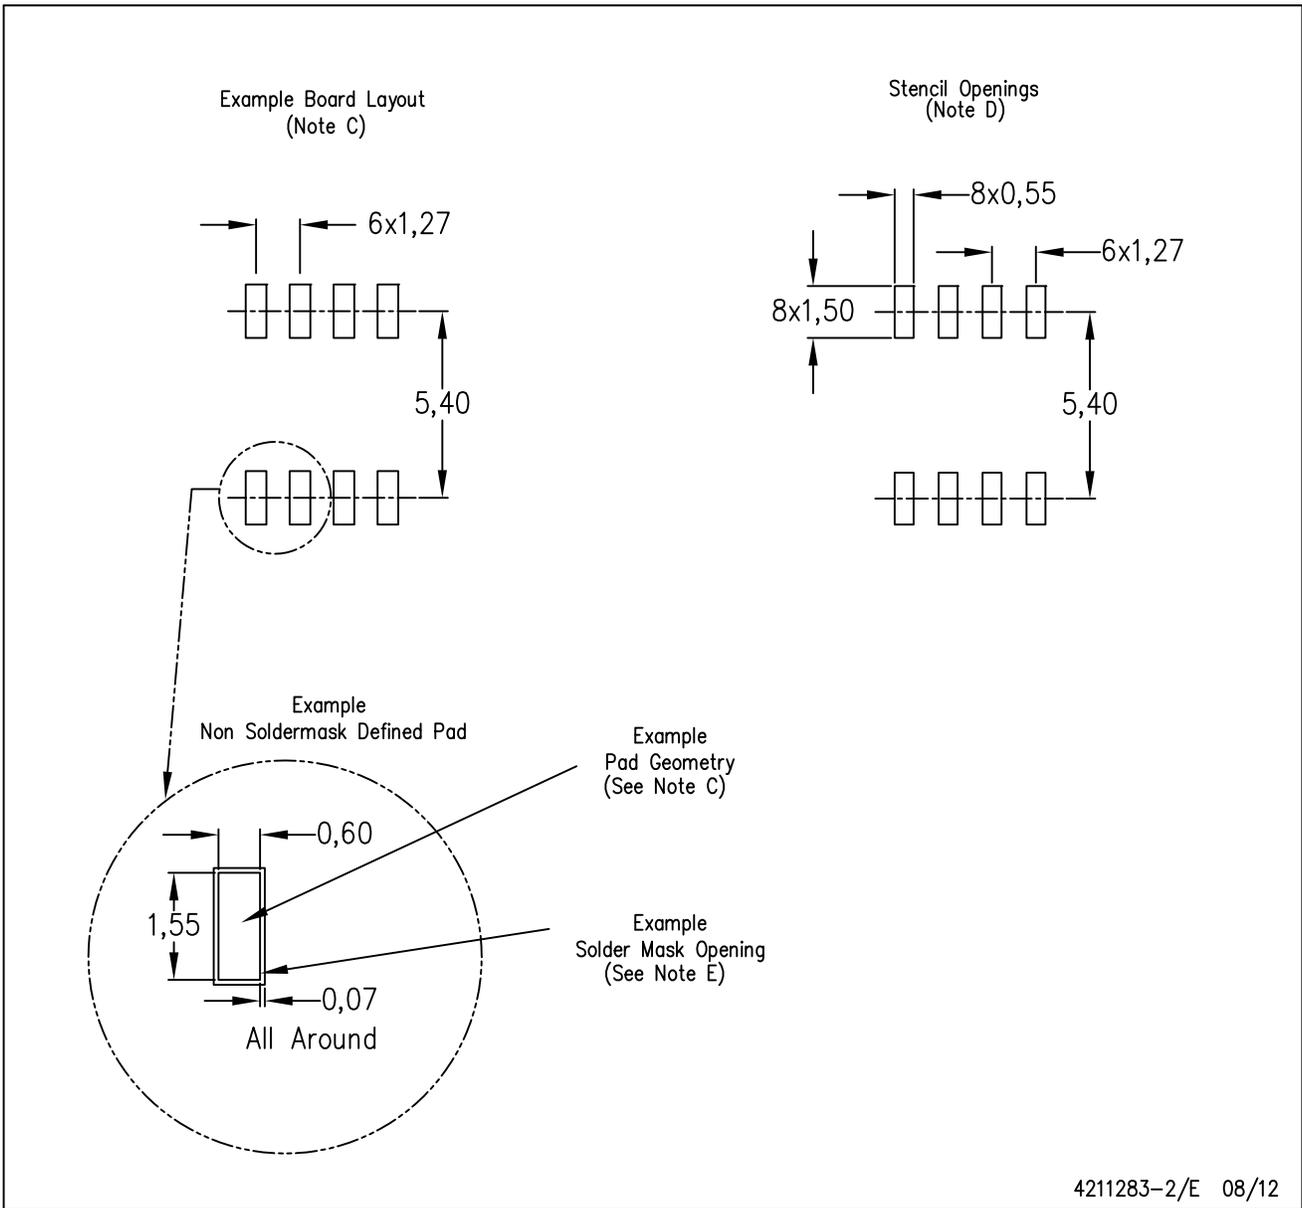 Example Board Layout
(Note C)
6x1,27
5,40
Stencil Openings
(Note D)
8x0,55
6x1,27
8x1,50
5,40
Example
Non Soldermask Defined Pad
Example
Pad Geometry
(See Note C)
0,60
1,55
Example
Solder Mask Opening
(See Note E)
0,07
All Around
4211283-2/E 08/12